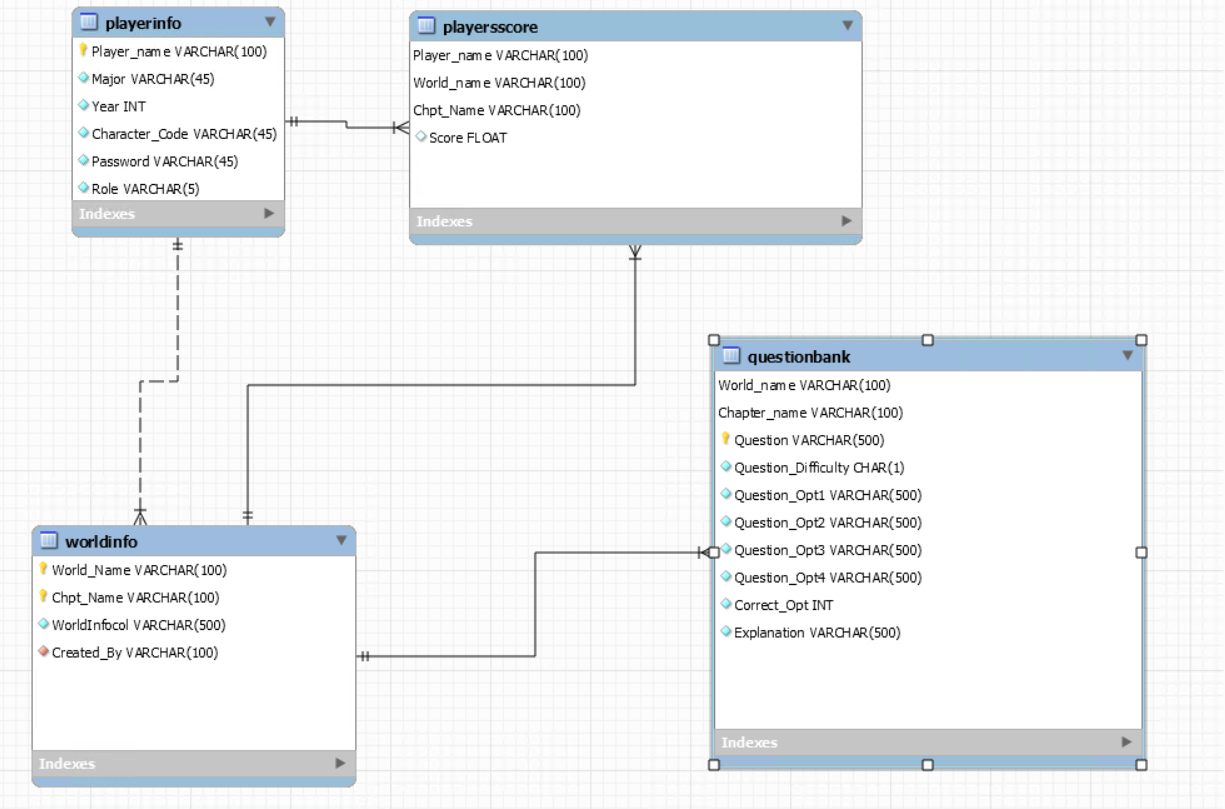 playerinfo
Player_name VARCHAR(100)
Major VARCHAR(45)
Year INT
Character_Code VARCHAR(45)
Password VARCHAR(45)
Role VARCHAR(5)
Indexes
playersscore
Player_name VARCHAR(100)
World_name VARCHAR(100)
Chpt_Name VARCHAR(100)
Score FLOAT
Indexes
questionbank
World_name VARCHAR(100)
Chapter_name VARCHAR(100)
Question VARCHAR(500)
Question_Difficulty CHAR(1)
Question_Opt1 VARCHAR(500)
Question_Opt2 VARCHAR(500)
Question_Opt3 VARCHAR(500)
Question_Opt4 VARCHAR(500)
Correct_Opt INT
Explanation VARCHAR(500)
Indexes
worldinfo
World_Name VARCHAR(100)
Chpt_Name VARCHAR(100)
WorldInfocol VARCHAR(500)
Created_By VARCHAR(100)
Indexes